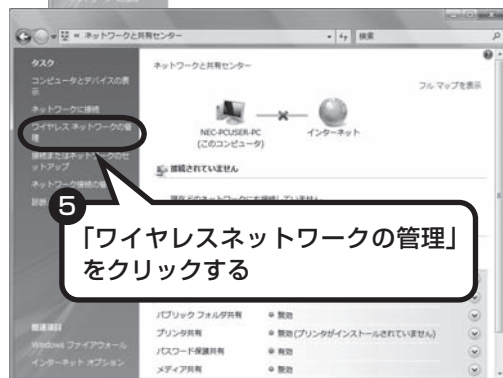 ネットワークと共有センター
検索
タスク
コンピュータとデバイスの表
示
ネットワークに接続
ワイヤレス ネットワークの管
理
接続またはネットワークのセ
ットアップ
ネットワークと共有センター
フル マップを表示
NEC-PCUSER-PC
(このコンピュータ)
インターネット
接続されていません
5
「ワイヤレスネットワークの管理」
をクリックする
パブリック フォルダ共有
無効
プリンタ共有
無効(プリンタがインストールされていません)
パスワード保護共有
有効
メディア共有
無効
関連項目
Windows ファイアウォール
インターネット オプション